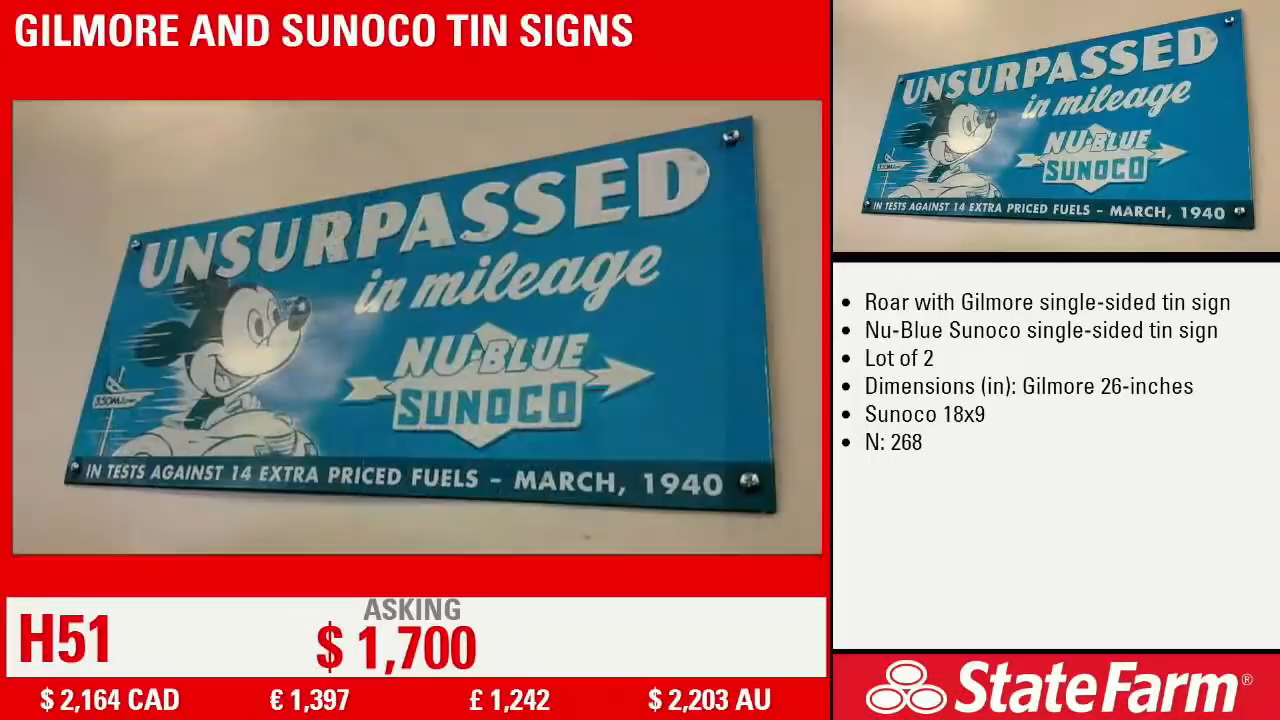 GILMORE AND SUNOCO TIN SIGNS
UNSURPASSED
in mileage
NU-BLUE
SUNOCO
IN TESTS AGAINST 14 EXTRA PRICED FUELS – MARCH, 1940
UNSURPASSED
in mileage
NU-BLUE
SUNOCO
IN TESTS AGAINST 14 EXTRA PRICED FUELS – MARCH, 1940
• Roar with Gilmore single-sided tin sign
• Nu-Blue Sunoco single-sided tin sign
• Lot of 2
• Dimensions (in): Gilmore 26-inches
• Sunoco 18x9
• N: 268
H51
ASKING
$ 1,700
$ 2,164 CAD € 1,397 £ 1,242 $ 2,203 AU
StateFarm®